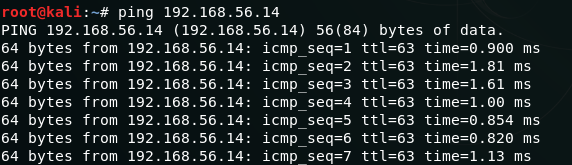 root@kali:~# ping 192.168.56.14
PING 192.168.56.14 (192.168.56.14) 56(84) bytes of data.
64 bytes from 192.168.56.14: icmp_seq=1 ttl=63 time=0.900 ms
64 bytes from 192.168.56.14: icmp_seq=2 ttl=63 time=1.81 ms
64 bytes from 192.168.56.14: icmp_seq=3 ttl=63 time=1.61 ms
64 bytes from 192.168.56.14: icmp_seq=4 ttl=63 time=1.00 ms
64 bytes from 192.168.56.14: icmp_seq=5 ttl=63 time=0.854 ms
64 bytes from 192.168.56.14: icmp_seq=6 ttl=63 time=0.820 ms
64 bytes from 192.168.56.14: icmp_seq=7 ttl=63 time=1.13 ms